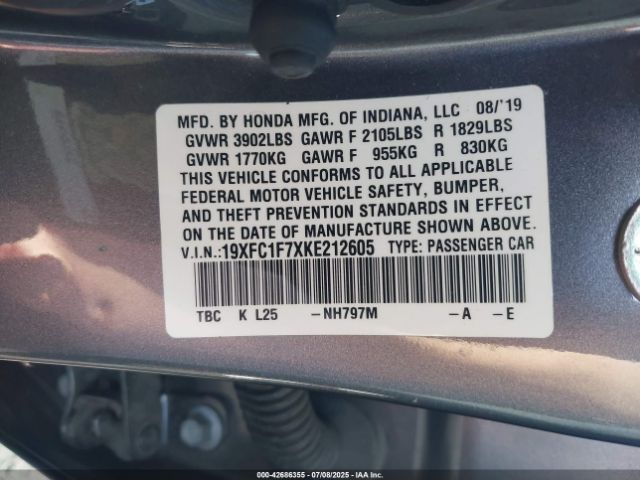 MFD. BY HONDA MFG. OF INDIANA, LLC 08/'19
GVWR 3902LBS GAWR F 2105LBS R 1829LBS
GVWR 1770KG GAWR F 955KG R 830KG
THIS VEHICLE CONFORMS TO ALL APPLICABLE
FEDERAL MOTOR VEHICLE SAFETY, BUMPER,
AND THEFT PREVENTION STANDARDS IN EFFECT
ON THE DATE OF MANUFACTURE SHOWN ABOVE.
V.I.N.:19XFC1F7XKE212605 TYPE: PASSENGER CAR
TBC K L25 -NH797M -A -E
000-42686355 | 07/08/2025 | IAA Inc.